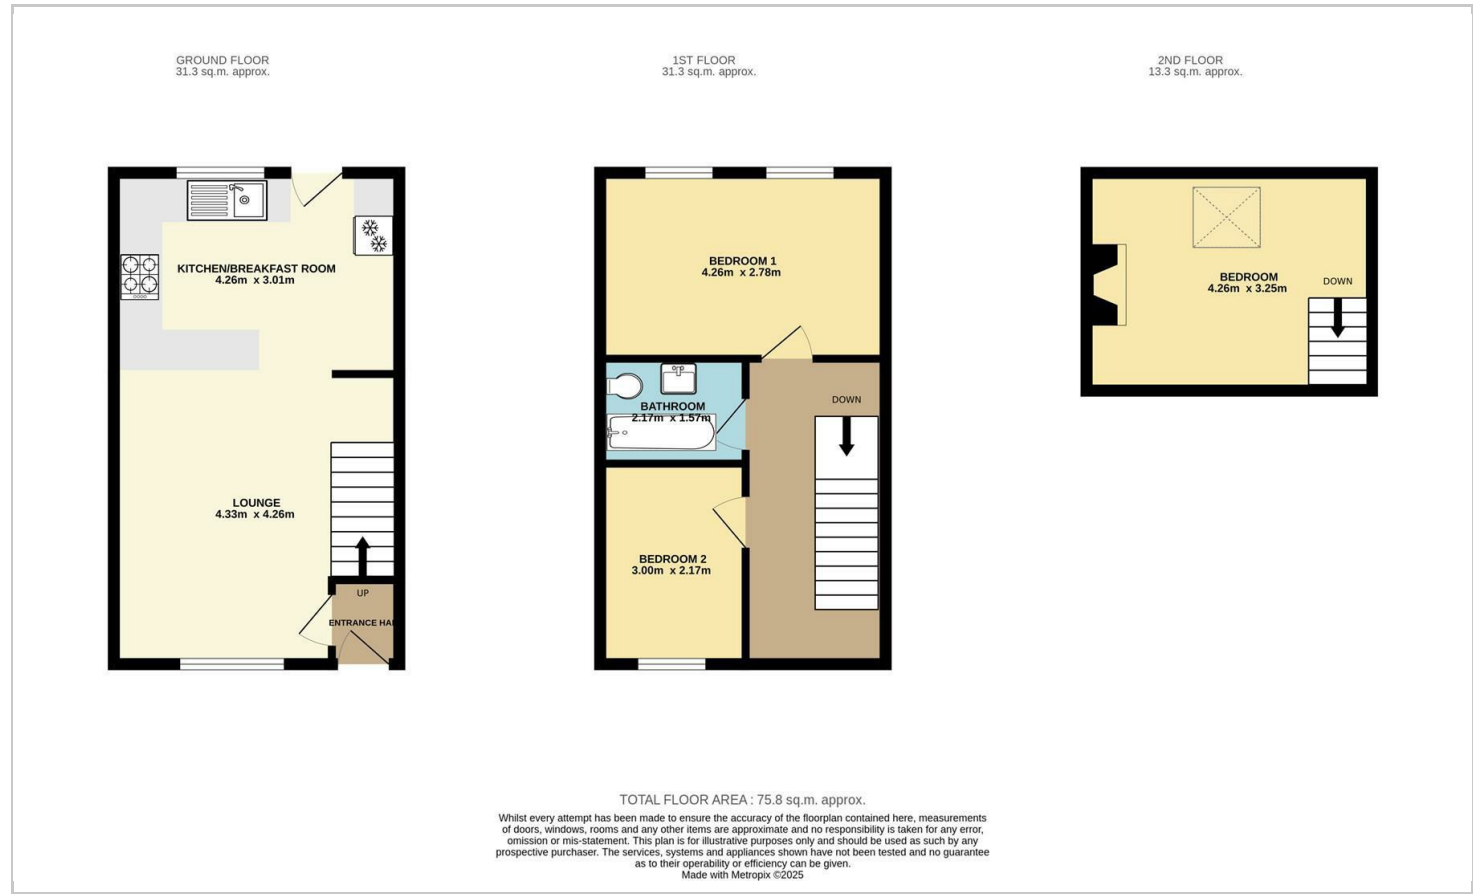 GROUND FLOOR
31.3 sq.m. approx.
1ST FLOOR
31.3 sq.m. approx.
2ND FLOOR
13.3 sq.m. approx.
KITCHEN/BREAKFAST ROOM
4.26m x 3.01m
LOUNGE
4.33m x 4.26m
UP
ENTRANCE HA
BEDROOM 1
4.26m x 2.78m
BATHROOM
2.17m x 1.57m
DOWN
BEDROOM 2
3.00m x 2.17m
BEDROOM
4.26m x 3.25m
DOWN
TOTAL FLOOR AREA : 75.8 sq.m. approx.
Whilst every attempt has been made to ensure the accuracy of the floorplan contained here, measurements
of doors, windows, rooms and any other items are approximate and no responsibility is taken for any error,
omission or mis-statement. This plan is for illustrative purposes only and should be used as such by any
prospective purchaser. The services, systems and appliances shown have not been tested and no guarantee
as to their operability or efficiency can be given.
Made with Metropix ©2025